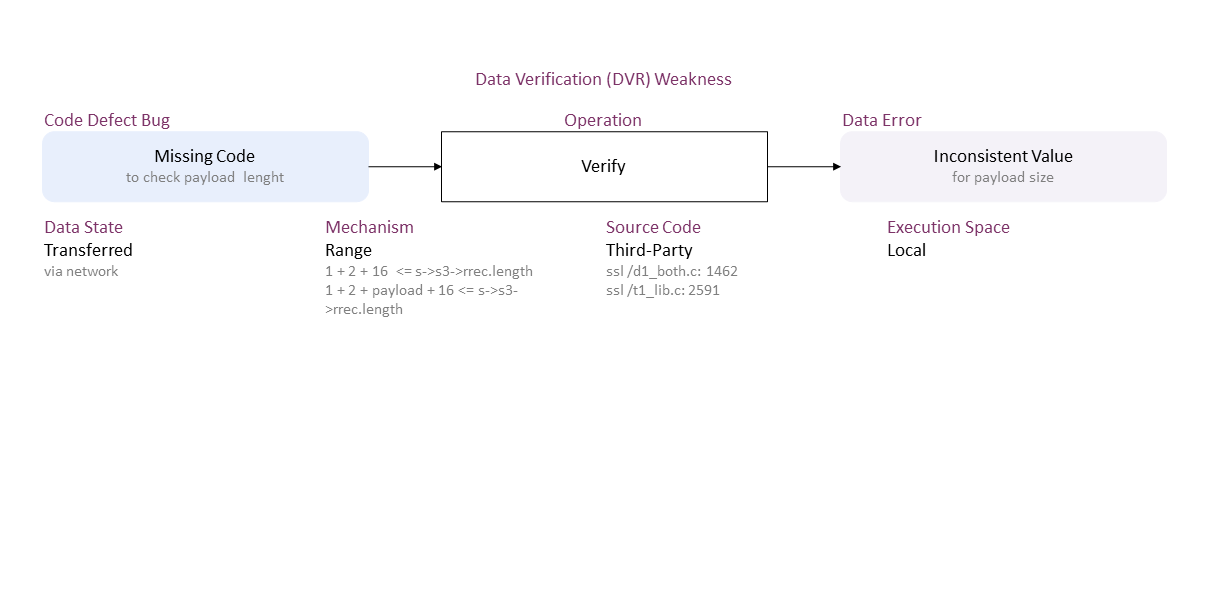 Data Verification (DVR) Weakness
Code Defect Bug
Operation
Data Error
Missing Code
to check payload  lenght
Verify
Inconsistent Value
for payload size
Data State
Transferred
via network
Mechanism
Range
1 + 2 + 16  <= s->s3->rrec.length
1 + 2 + payload + 16 <= s->s3-
>rrec.length
Source Code
Third-Party
ssl /d1_both.c: 1462
ssl /t1_lib.c: 2591
Execution Space
Local